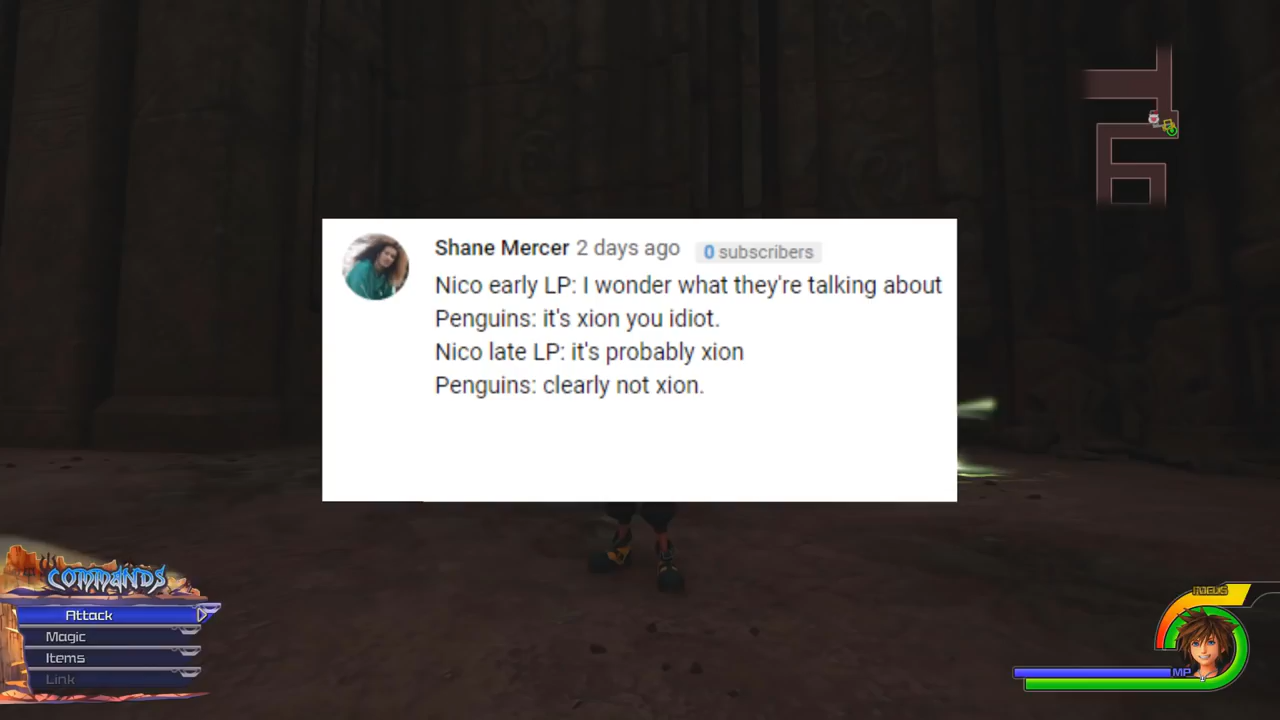 Shane Mercer 2 days ago 0 subscribers
Nico early LP: I wonder what they're talking about
Penguins: it's xion you idiot.
Nico late LP: it's probably xion
Penguins: clearly not xion.
COMMANDS
Attack
Magic
Items
Link
FOCUS
MP